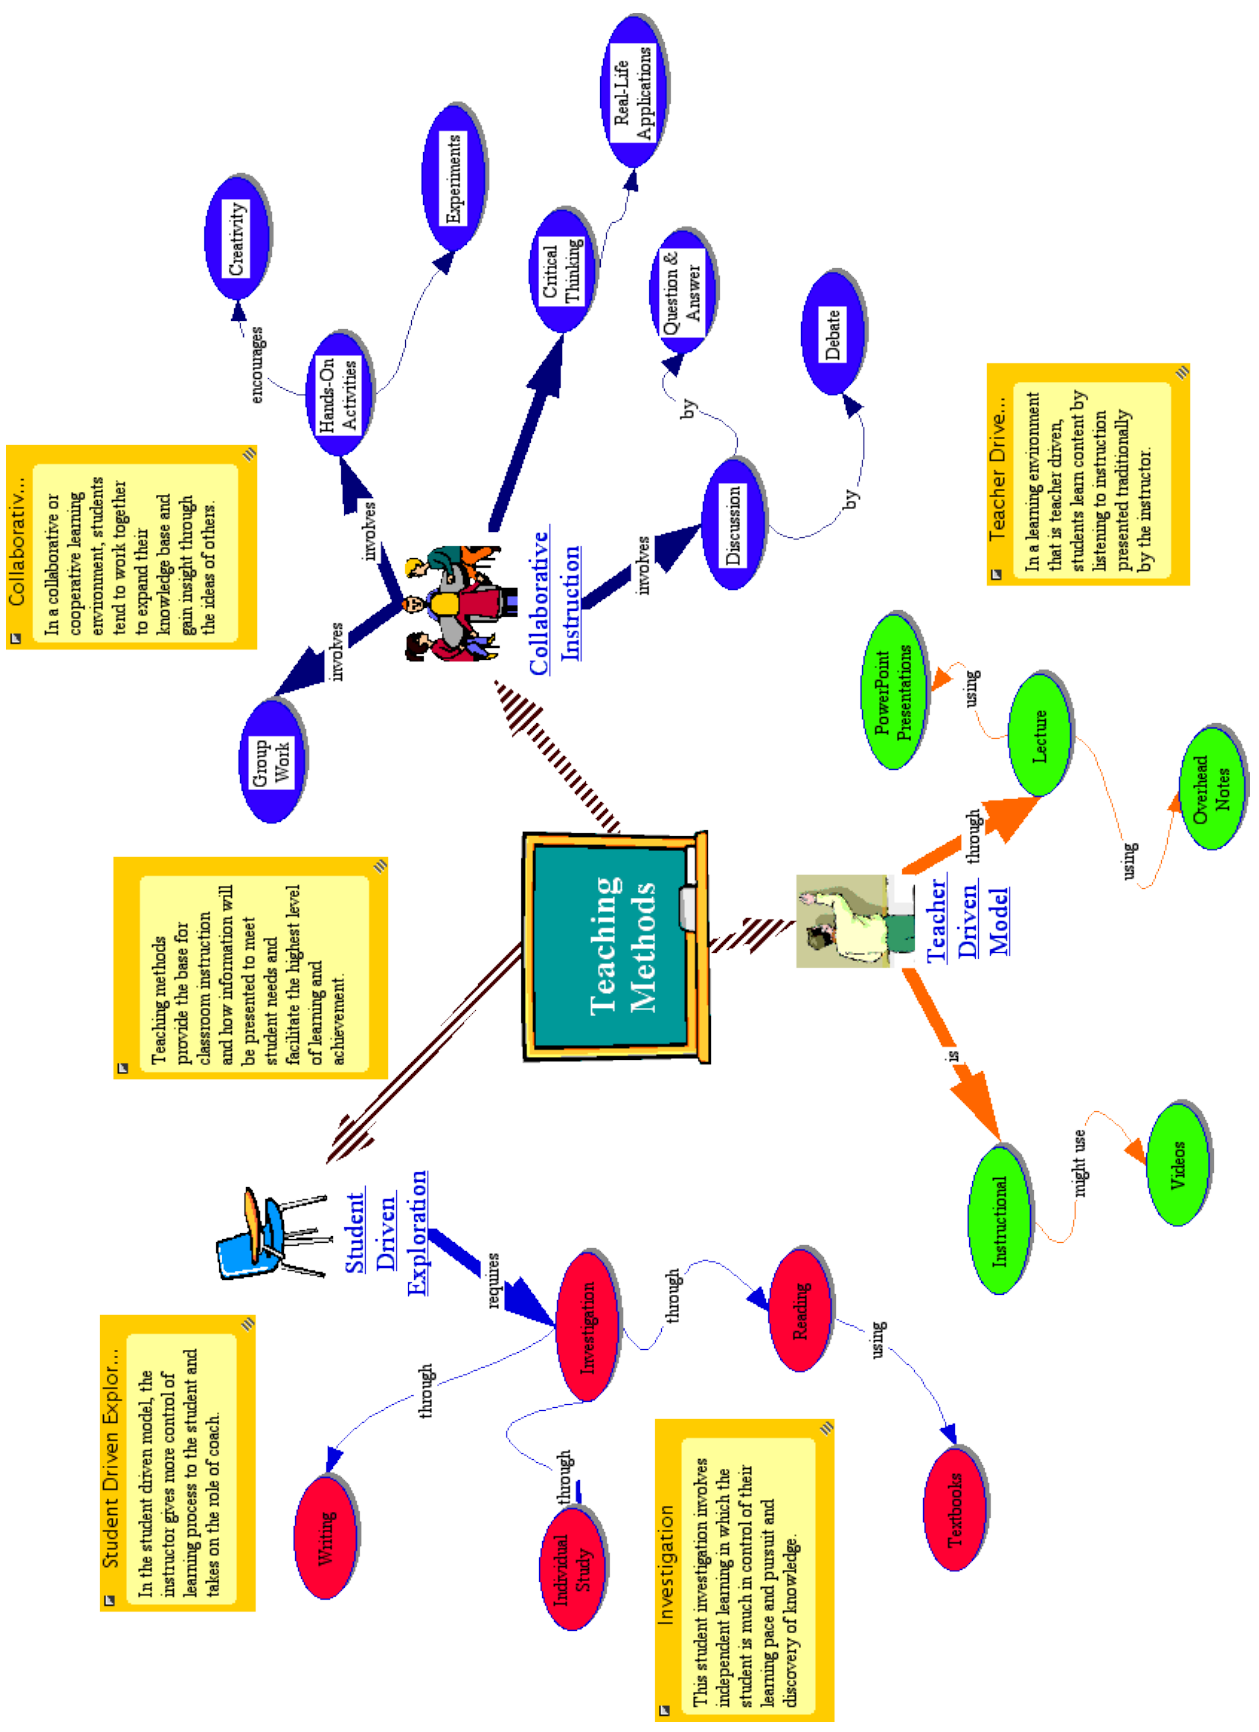 Student Driven Explor...
In the student driven model, the
instructor gives more control of
learning process to the student and
takes on the role of coach.
Teaching methods
provide the base for
classroom instruction
and how information will
be presented to meet
student needs and
facilitate the highest level
of learning and
achievement.
Collaborativ...
In a collaborative or
cooperative learning
environment, students
tend to work together
to expand their
knowledge base and
gain insight through
the ideas of others.
Teaching
Methods
Student
Driven
Exploration
requires
Investigation
through
Writing
through
Individual
Study
through
Reading
using
Textbooks
Investigation
This student investigation involves
independent learning in which the
student is much in control of their
learning pace and pursuit and
discovery of knowledge.
Collaborative
Instruction
involves
Group
Work
involves
Hands-On
Activities
encourages
Creativity
Experiments
Critical
Thinking
Real-Life
Applications
involves
Discussion
by
Question &
Answer
by
Debate
Teacher
Driven
Model
is
Instructional
might use
Videos
through
Lecture
using
PowerPoint
Presentations
using
Overhead
Notes
Teacher Drive...
In a learning environment
that is teacher driven,
students learn content by
listening to instruction
presented traditionally
by the instructor.